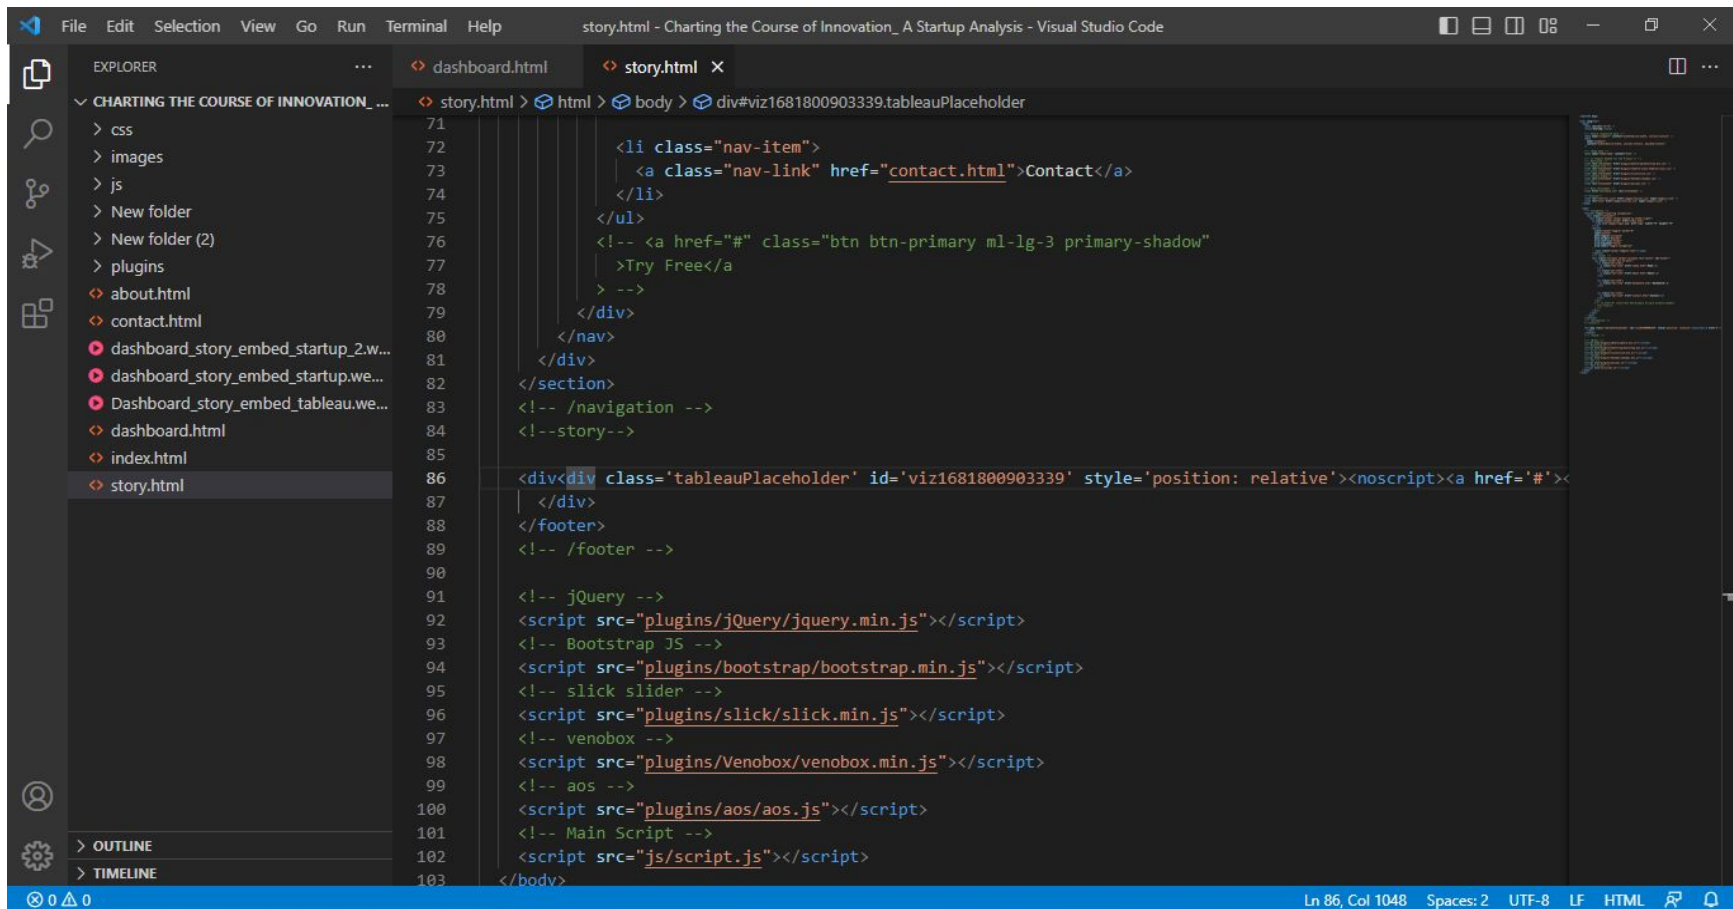 File Edit Selection View Go Run Terminal Help story.html - Charting the Course of Innovation_ A Startup Analysis - Visual Studio Code
EXPLORER ...
CHARTING THE COURSE OF INNOVATION_ ...
css
images
js
New folder
New folder (2)
plugins
about.html
contact.html
dashboard_story_embed_startup_2.w...
dashboard_story_embed_startup.we...
Dashboard_story_embed_tableau.we...
dashboard.html
index.html
story.html
OUTLINE
TIMELINE
dashboard.html story.html
story.html > html > body > div#viz1681800903339.tableauPlaceholder
71
72 <li class="nav-item">
73 <a class="nav-link" href="contact.html">Contact</a>
74 </li>
75 </ul>
76 <!-- <a href="#" class="btn btn-primary ml-lg-3 primary-shadow"
77 >Try Free</a
78 > -->
79 </div>
80 </nav>
81 </div>
82 </section>
83 <!-- /navigation -->
84 <!--story-->
85
86 <div<div class='tableauPlaceholder' id='viz1681800903339' style='position: relative'><noscript><a href='#'><
87 </div>
88 </footer>
89 <!-- /footer -->
90
91 <!-- jQuery -->
92 <script src="plugins/jQuery/jquery.min.js"></script>
93 <!-- Bootstrap JS -->
94 <script src="plugins/bootstrap/bootstrap.min.js"></script>
95 <!-- slick slider -->
96 <script src="plugins/slick/slick.min.js"></script>
97 <!-- venobox -->
98 <script src="plugins/Venobox/venobox.min.js"></script>
99 <!-- aos -->
100 <script src="plugins/aos/aos.js"></script>
101 <!-- Main Script -->
102 <script src="js/script.js"></script>
103 </body>
0 0 Ln 86, Col 1048 Spaces: 2 UTF-8 LF HTML